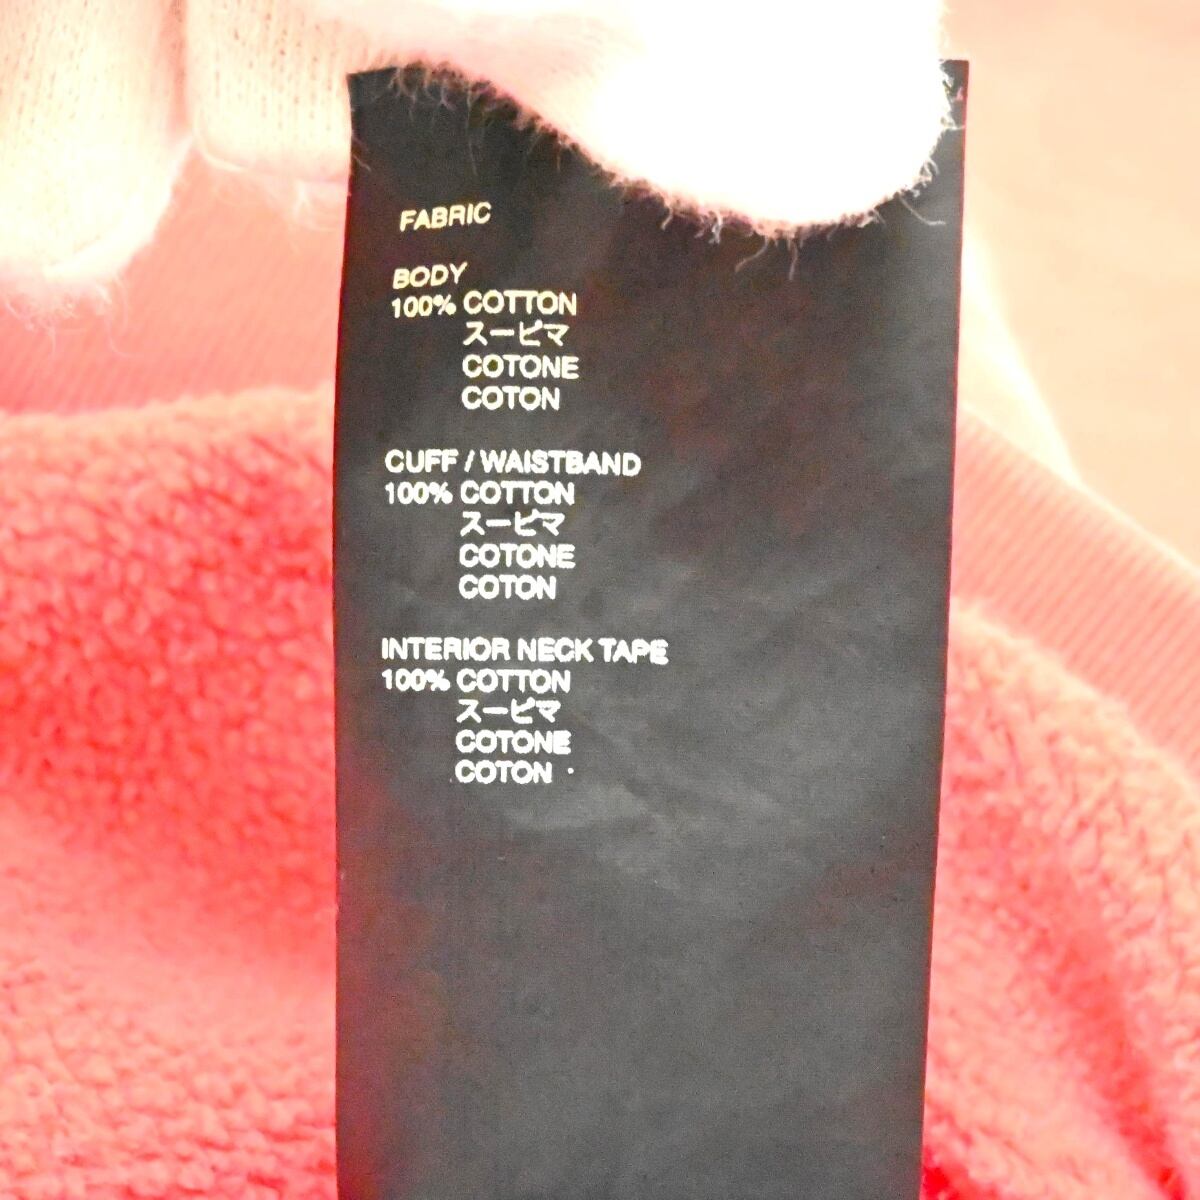 FABRIC
BODY
100% COTTON
スーピマ
COTONE
COTON
CUFF / WAISTBAND
100% COTTON
スーピマ
COTONE
COTON
INTERIOR NECK TAPE
100% COTTON
スーピマ
COTONE
COTON